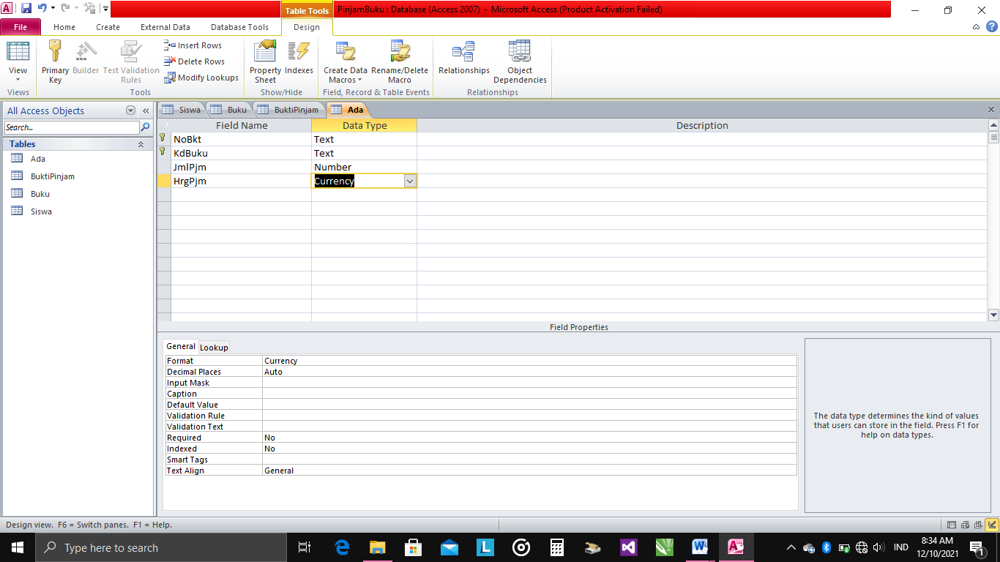 Table Tools
PinjamBuku : Database (Access 2007) - Microsoft Access (Product Activation Failed)
File Home Create External Data Database Tools Design
View
Primary Key
Builder
Test Validation Rules
Insert Rows
Delete Rows
Modify Lookups
Property Sheet
Indexes
Create Data Macros
Rename/Delete Macro
Relationships
Object Dependencies
Views Tools Show/Hide Field, Record & Table Events Relationships
All Access Objects
Search...
Tables
Ada
BuktiPinjam
Buku
Siswa
Siswa Buku BuktiPinjam Ada
Field Name Data Type Description
NoBkt Text
KdBuku Text
JmlPjm Number
HrgPjm Currency
Field Properties
General Lookup
Format Currency
Decimal Places Auto
Input Mask
Caption
Default Value
Validation Rule
Validation Text
Required No
Indexed No
Smart Tags
Text Align General
The data type determines the kind of values
that users can store in the field. Press F1 for
help on data types.
Design view. F6 = Switch panes. F1 = Help.
Type here to search
IND
8:34 AM
12/10/2021
1